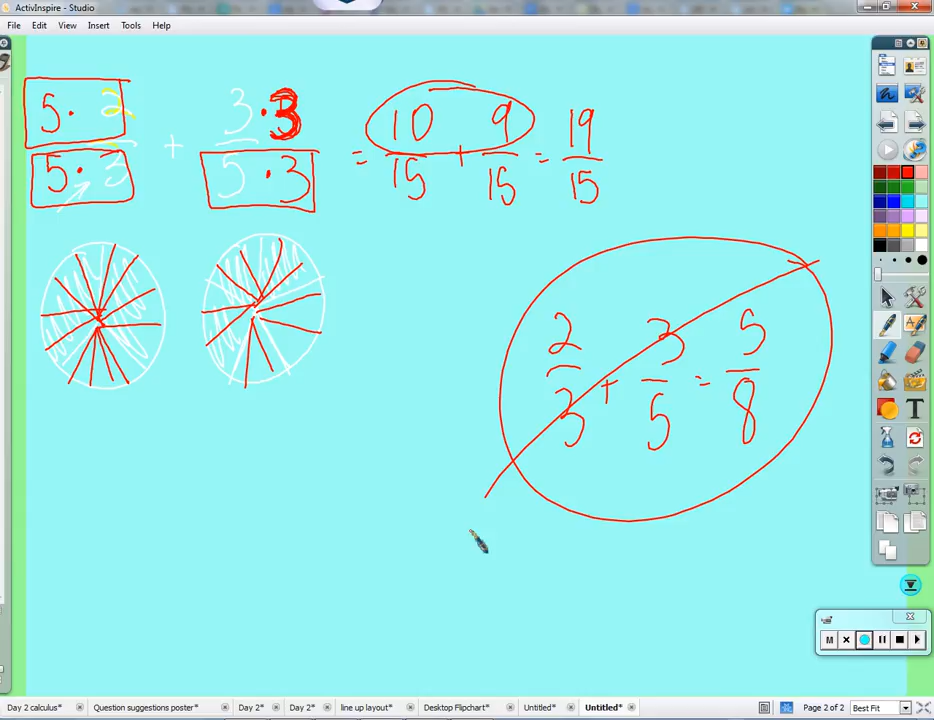 ActivInspire - Studio
File Edit View Insert Tools Help
5 · 2 + 3 · 3 = 10 + 9 = 19
5 · 3 5 · 3 15 15 15
2 + 3 = 5
3 5 8
M
Day 2 calculus* Question suggestions poster* Day 2* Day 2* line up layout* Desktop Flipchart* Untitled* Untitled* Page 2 of 2 Best Fit